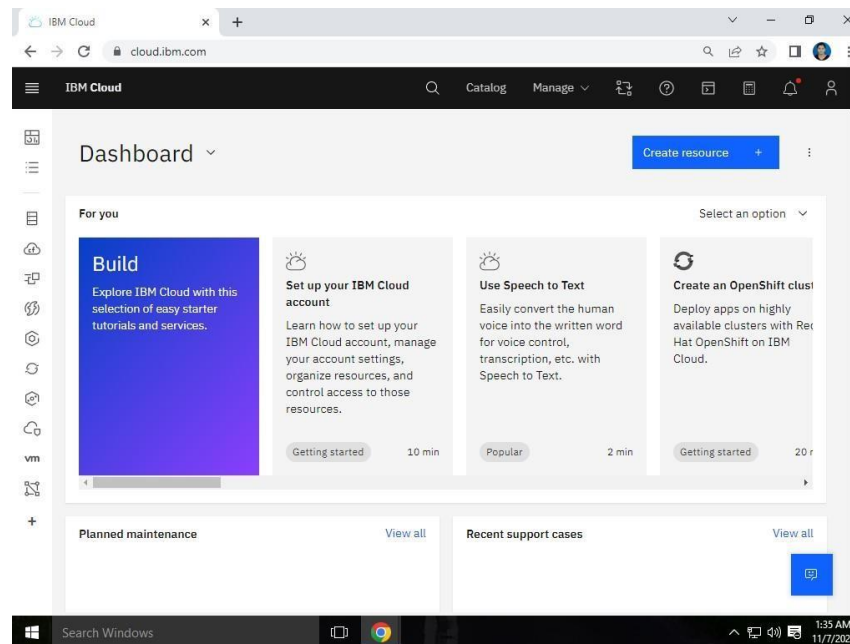 IBM Cloud
cloud.ibm.com
IBM Cloud
Catalog
Manage
Dashboard
Create resource +
For you
Select an option
Build
Explore IBM Cloud with this
selection of easy starter
tutorials and services.
Set up your IBM Cloud
account
Learn how to set up your
IBM Cloud account, manage
your account settings,
organize resources, and
control access to those
resources.
Getting started
10 min
Use Speech to Text
Easily convert the human
voice into the written word
for voice control,
transcription, etc. with
Speech to Text.
Popular
2 min
Create an OpenShift clust
Deploy apps on highly
available clusters with Red
Hat OpenShift on IBM
Cloud.
Getting started
20
vm
Planned maintenance
View all
Recent support cases
View all
Search Windows
1:35 AM
11/7/202